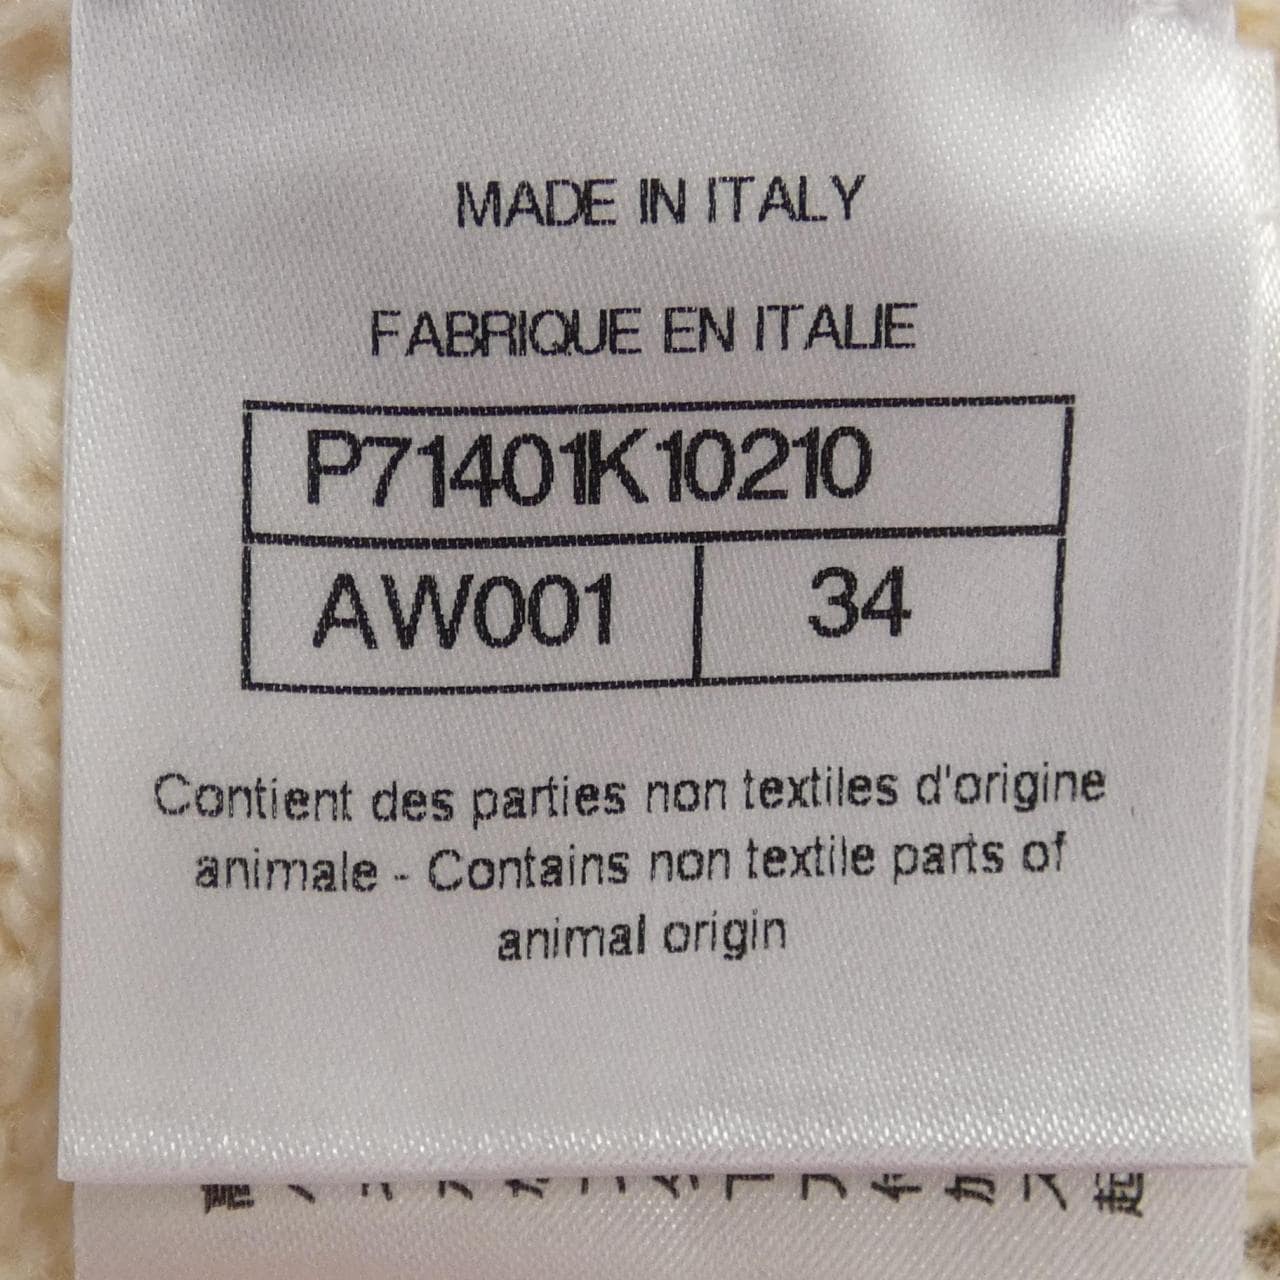 MADE IN ITALY
FABRIQUE EN ITALIE
P71401K10210
AW001 34
Contient des parties non textiles d'origine
animale - Contains non textile parts of
animal origin